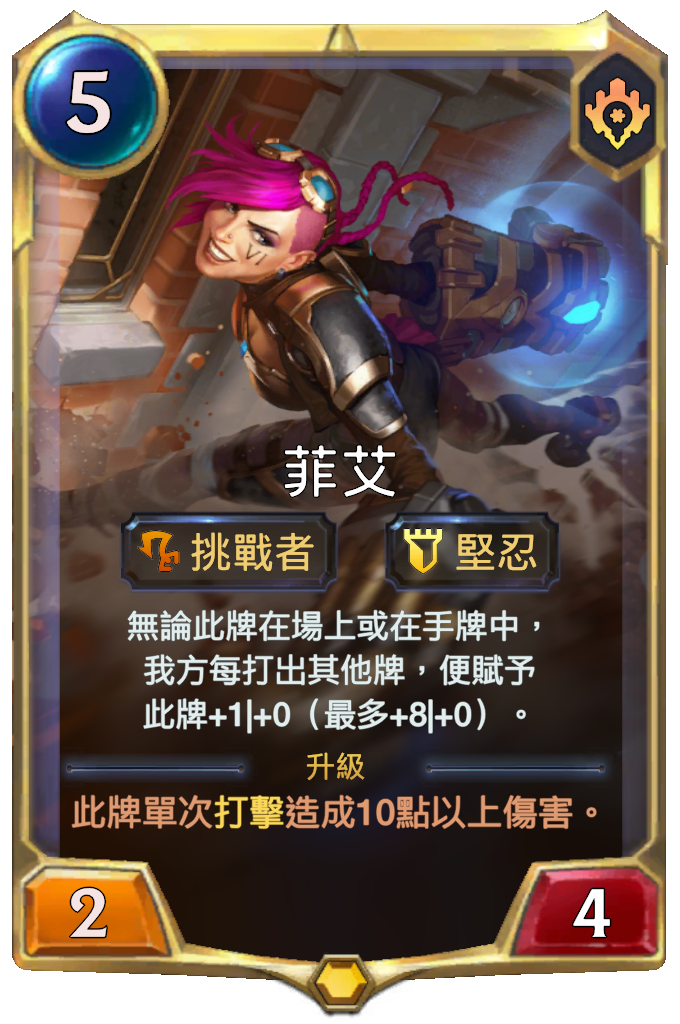 5
VI
菲艾
挑戰者 堅忍
無論此牌在場上或在手牌中，
我方每打出其他牌，便賦予
此牌+1|+0（最多+8|+0）。
升級
此牌單次打擊造成10點以上傷害。
2 4